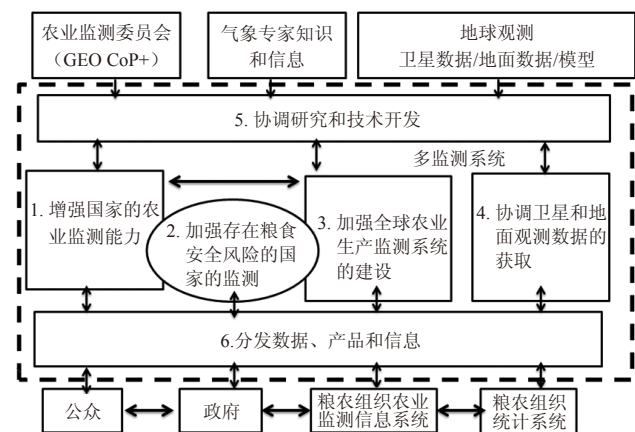 农业监测委员会
（GEO CoP+）
气象专家知识
和信息
地球观测
卫星数据/地面数据/模型
5. 协调研究和技术开发
多监测系统
1. 增强国家的农
业监测能力
2. 加强存在粮食
安全风险的国
家的监测
3. 加强全球农业
生产监测系统
的建设
4. 协调卫星和地
面观测数据的
获取
6.分发数据、产品和信息
公众
政府
粮农组织农业
监测信息系统
粮农组织
统计系统